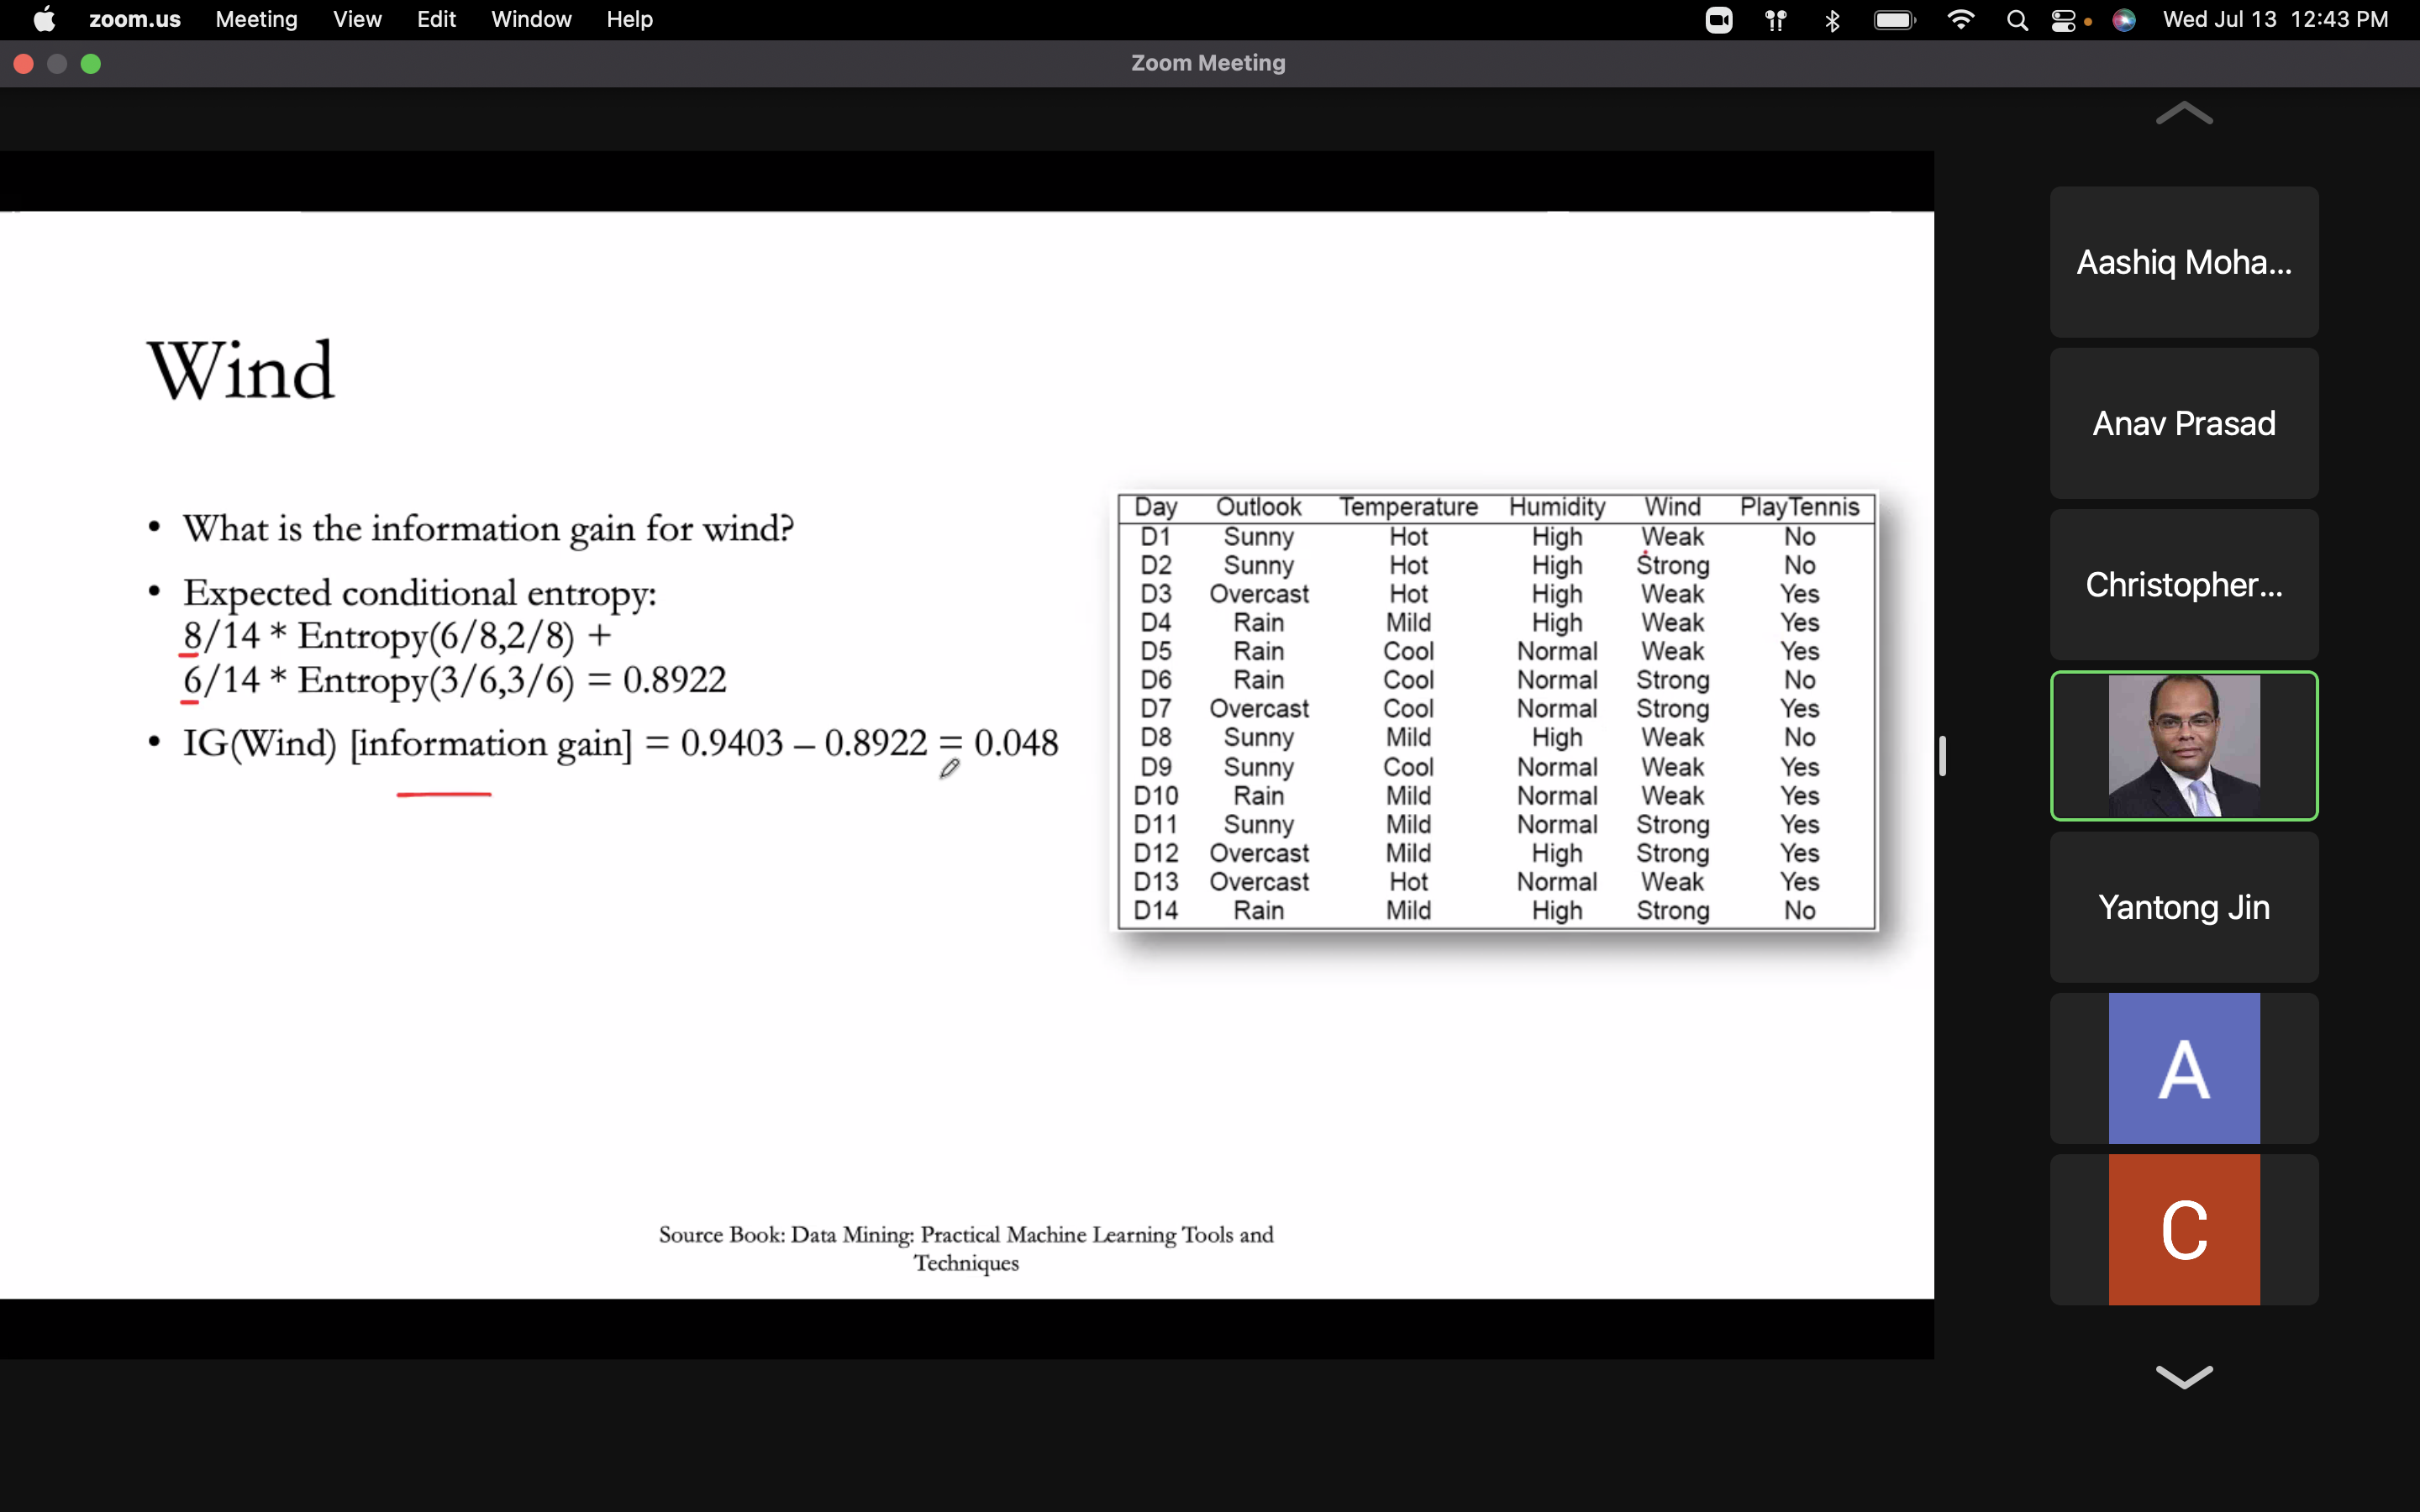 zoom.us Meeting View Edit Window Help Wed Jul 13 12:43 PM
Zoom Meeting
Wind
• What is the information gain for wind?
• Expected conditional entropy:
8/14 * Entropy(6/8,2/8) +
6/14 * Entropy(3/6,3/6) = 0.8922
• IG(Wind) [information gain] = 0.9403 – 0.8922 = 0.048
Day Outlook Temperature Humidity Wind PlayTennis
D1 Sunny Hot High Weak No
D2 Sunny Hot High Strong No
D3 Overcast Hot High Weak Yes
D4 Rain Mild High Weak Yes
D5 Rain Cool Normal Weak Yes
D6 Rain Cool Normal Strong No
D7 Overcast Cool Normal Strong Yes
D8 Sunny Mild High Weak No
D9 Sunny Cool Normal Weak Yes
D10 Rain Mild Normal Weak Yes
D11 Sunny Mild Normal Strong Yes
D12 Overcast Mild High Strong Yes
D13 Overcast Hot Normal Weak Yes
D14 Rain Mild High Strong No
Source Book: Data Mining: Practical Machine Learning Tools and
Techniques
Aashiq Moha...
Anav Prasad
Christopher...
Yantong Jin
A
C